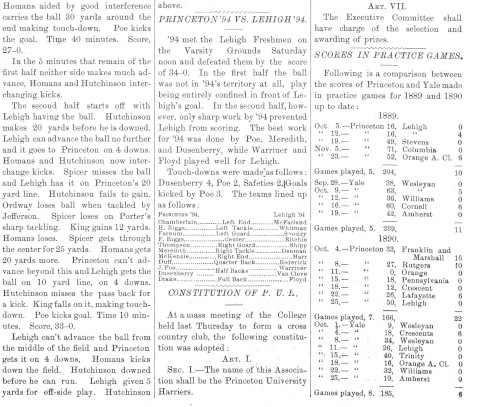 Homans aided by good interference
carries the ball 30 yards around the
end making touch-down. Poe kicks
the goal. Time 40 minutes. Score,
27–0.
In the 5 minutes that remain of the
first half neither side makes much ad-
vance, Homans and Hutchinson inter-
changing kicks.
The second half starts off with
Lehigh having the ball. Hutchinson
makes 20 yards before he is downed.
Lehigh can advance the ball no further
and it goes to Princeton on 4 downs.
Homans and Hutchinson now inter-
change kicks. Spicer misses the ball
and Lehigh has it on Princeton's 20
yard line. Hutchinson fails to gain.
Ordway loses ball when tackled by
Jefferson. Spicer loses on Porter's
sharp tackling. King gains 12 yards.
Homans loses. Spicer gets through
the center for 25 yards. Homans gets
20 yards more. Princeton can't ad-
vance beyond this and Lehigh gets the
ball on 10 yard line, on 4 downs.
Hutchinson misses the pass back for
a kick. King falls on it, making touch-
down. Poe kicks goal. Time 10 min-
utes. Score, 33–0.
Lehigh can't advance the ball from
the middle of the field and Princeton
gets it on 4 downs, Homans kicks
down the field. Hutchinson downed
before he can run. Lehigh given 5
yards for off-side play. Hutchinson
above.
PRINCETON '94 VS. LEHIGH '94.
'94 met the Lehigh Freshmen on
the Varsity Grounds Saturday
noon and defeated them by the score
of 34–0. In the first half the ball
was not in '94's territory at all, play
being entirely confined in front of Le-
high's goal. In the second half, how-
ever, only sharp work by '94 prevented
Lehigh from scoring. The best work
for '94 was done by Poe, Meredith,
and Dusenberry, while Warriner and
Floyd played well for Lehigh.
Touch-downs were made as follows:
Dusenberry 4, Poe 2, Safeties 2, Goals
kicked by Poe 3. The teams lined up
as follows:
PRINCETON '94. LEHIGH '94
Chamberlain, Left End McFarland
H. Riggs, Left Tackle Whitman
Farnum, Left Guard
F. Riggs, Center Ritchie
Thompson, Right Guard Shipp
Meredith, Right Tackle Denman
McKenzie, Right End Marr
Duff, Quarter Back Roderick
J. Poe, Warriner
Dusenberry Half Backs Van Cleve
Drake, Full Back Floyd
CONSTITUTION OF P. U. H.
At a mass meeting of the College
held last Thursday to form a cross
country club, the following constitu-
tion was adopted:
ART. I.
SEC. I.—The name of this Associa-
tion shall be the Princeton University
Harriers.
ART. VII.
The Executive Committee shall
have charge of the selection and
awarding of prizes.
SCORES IN PRACTICE GAMES.
Following is a comparison between
the scores of Princeton and Yale made
in practice games for 1889 and 1890
up to date:
1889.
Oct. 5.—Princeton 16, Lehigh 0
" 12.— " 16, " 4
" 19.— " 49, Stevens 0
Nov. 5.— " 71, Columbia 0
" 23.— " 52, Orange A. Cl. 6
Games played, 5. 204, 10
Sep. 28.—Yale 38, Wesleyan 0
Oct. 9.— " 63, " 5
" 12.— " 36, Williams 0
" 16.— " 60, Cornell 6
" 19.— " 42, Amherst 0
Games played, 5. 239, 11
1890.
Oct. 4.—Princeton 33, Franklin and
Marshall 16
" 8.— " 27, Rutgers 0
" 11.— " 0, Orange 0
" 15.— " 18, Pennsylvania 0
" 18.— " 12, Crescent 0
" 22.— " 26, Lafayette 6
" 25.— " 50, Lehigh 0
Games played, 7. 166, 22
Oct. 1.—Yale 9, Wesleyan 0
" 4.— " 18, Crescents 6
" 8.— " 34, Wesleyan 0
" 11.— " 26, Lehigh 0
" 15.— " 40, Trinity 0
" 18.— " 16, Orange A. Cl. 0
" 22.— " 32, Williams 0
" 25.— " 10, Amherst 0
Games played, 8. 185, 6